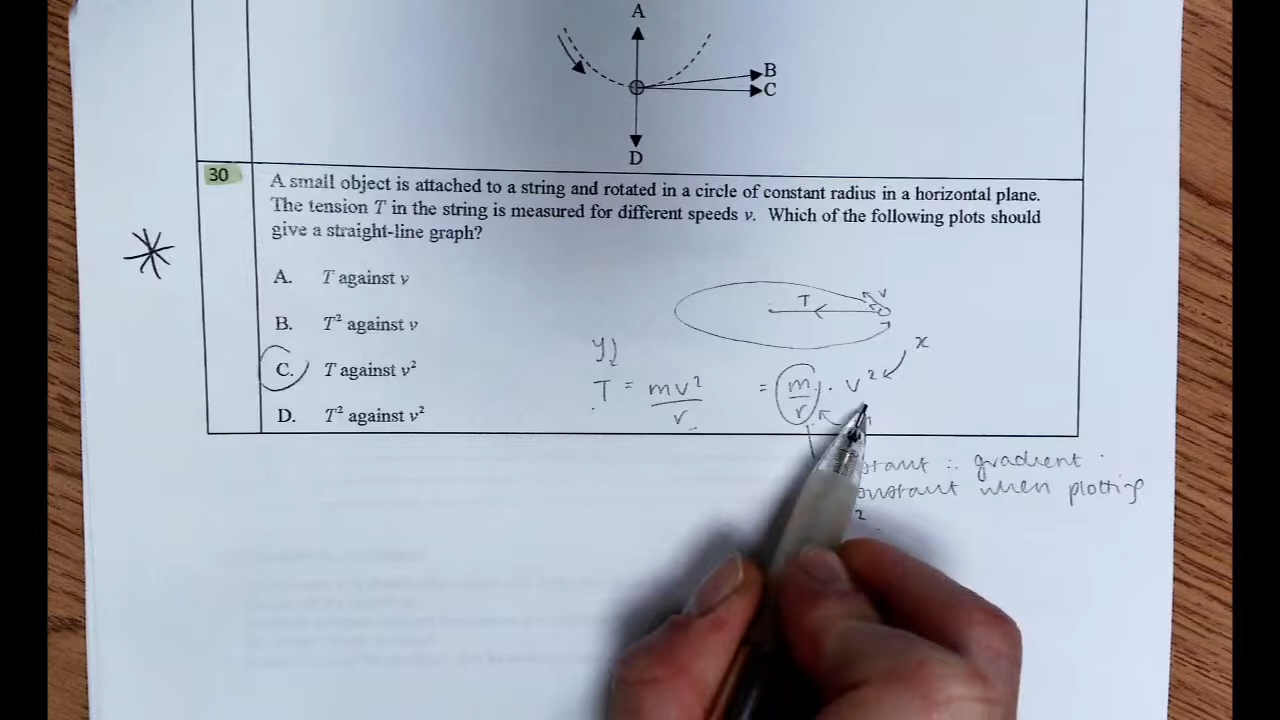 A
B
C
D
30 A small object is attached to a string and rotated in a circle of constant radius in a horizontal plane.
The tension T in the string is measured for different speeds v. Which of the following plots should
give a straight-line graph?
A. T against v
B. T² against v
C. T against v²
D. T² against v²
T
v
y
x
T = mv²/r = (m/r) · v²
∴ gradient
when plotting
2